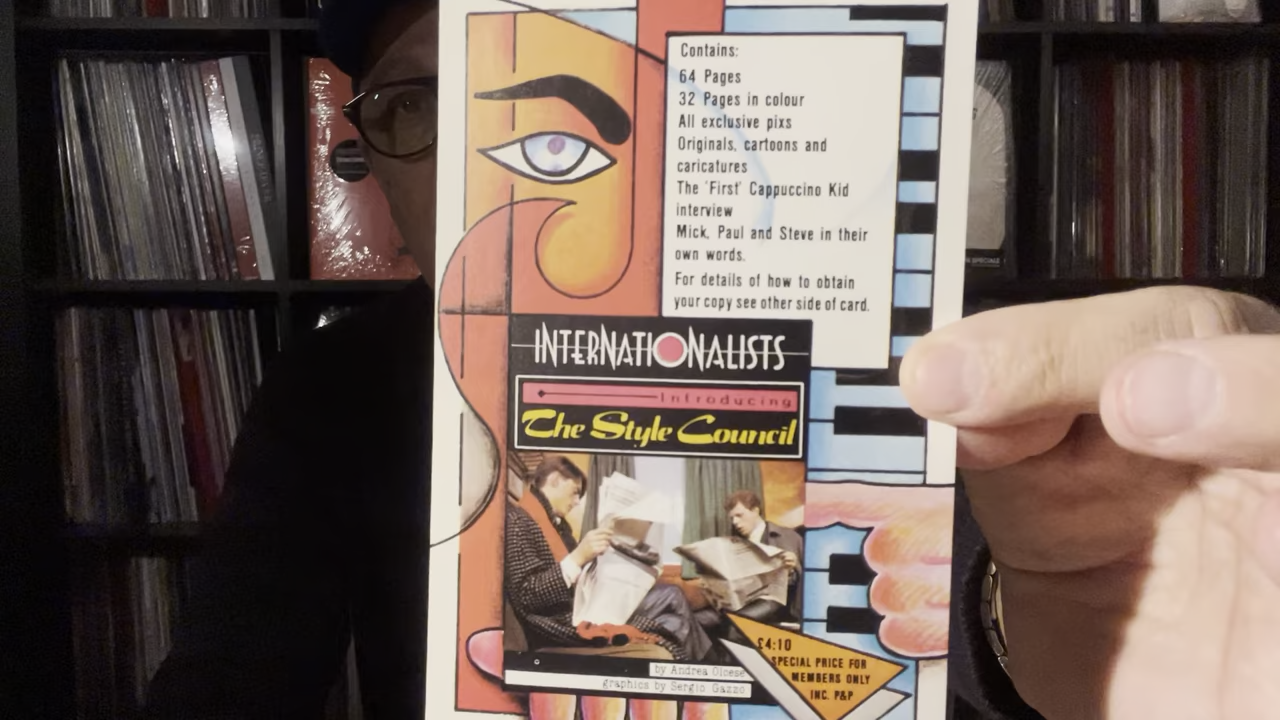 Contains:
64 Pages
32 Pages in colour
All exclusive pixs
Originals, cartoons and
caricatures
The 'First' Cappuccino Kid
interview
Mick, Paul and Steve in their
own words.
For details of how to obtain
your copy see other side of card.
INTERNATIONALISTS
Introducing
The Style Council
£4:10
SPECIAL PRICE FOR
MEMBERS ONLY
INC. P&P
by Andrea Olcese
graphics by Sergio Gazzo